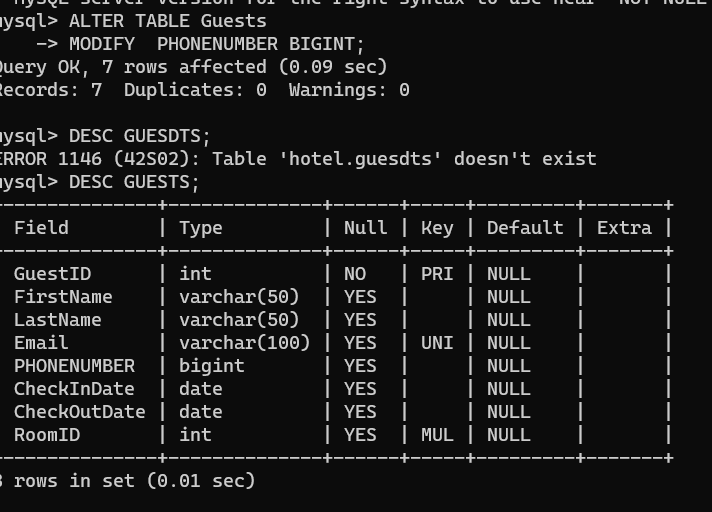 MySQL server version for the right syntax to use near 'NOT NULL
mysql> ALTER TABLE Guests
-> MODIFY  PHONENUMBER BIGINT;
Query OK, 7 rows affected (0.09 sec)
Records: 7  Duplicates: 0  Warnings: 0
mysql> DESC GUESDTS;
ERROR 1146 (42S02): Table 'hotel.guesdts' doesn't exist
mysql> DESC GUESTS;
+--------------+--------------+------+-----+---------+-------+
| Field        | Type         | Null | Key | Default | Extra |
+--------------+--------------+------+-----+---------+-------+
| GuestID      | int          | NO   | PRI | NULL    |       |
| FirstName    | varchar(50)  | YES  |     | NULL    |       |
| LastName     | varchar(50)  | YES  |     | NULL    |       |
| Email        | varchar(100) | YES  | UNI | NULL    |       |
| PHONENUMBER  | bigint       | YES  |     | NULL    |       |
| CheckInDate  | date         | YES  |     | NULL    |       |
| CheckOutDate | date         | YES  |     | NULL    |       |
| RoomID       | int          | YES  | MUL | NULL    |       |
+--------------+--------------+------+-----+---------+-------+
8 rows in set (0.01 sec)